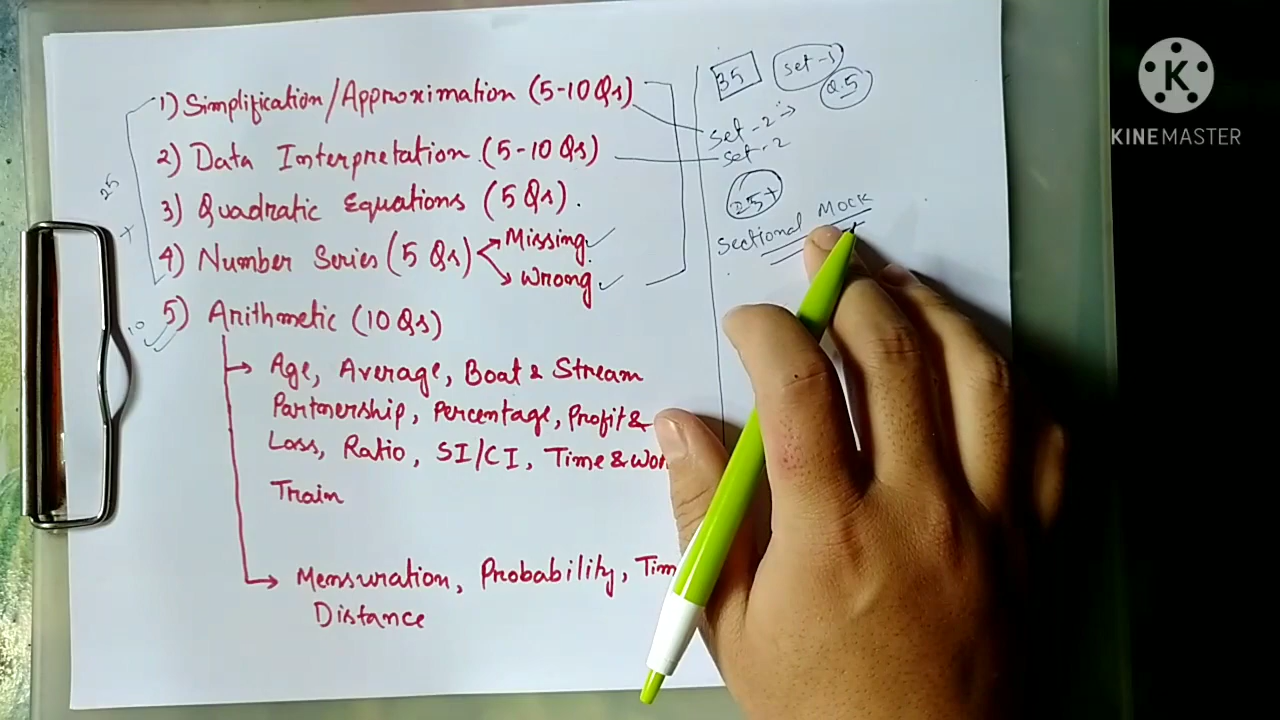 1) Simplification/Approximation (5-10 Qs)
2) Data Interpretation (5-10 Qs)
3) Quadratic Equations (5 Qs).
4) Number Series (5 Qs)
Missing
Wrong
5) Arithmetic (10 Qs)
Age, Average, Boat & Stream
Partnership, Percentage, Profit &
Loss, Ratio, SI/CI, Time &
Train
Mensuration, Probability,
Distance
25
+
10
35
set-1
25
set-2 →
set-2
25+
Sectional Mock
K
KINEMASTER